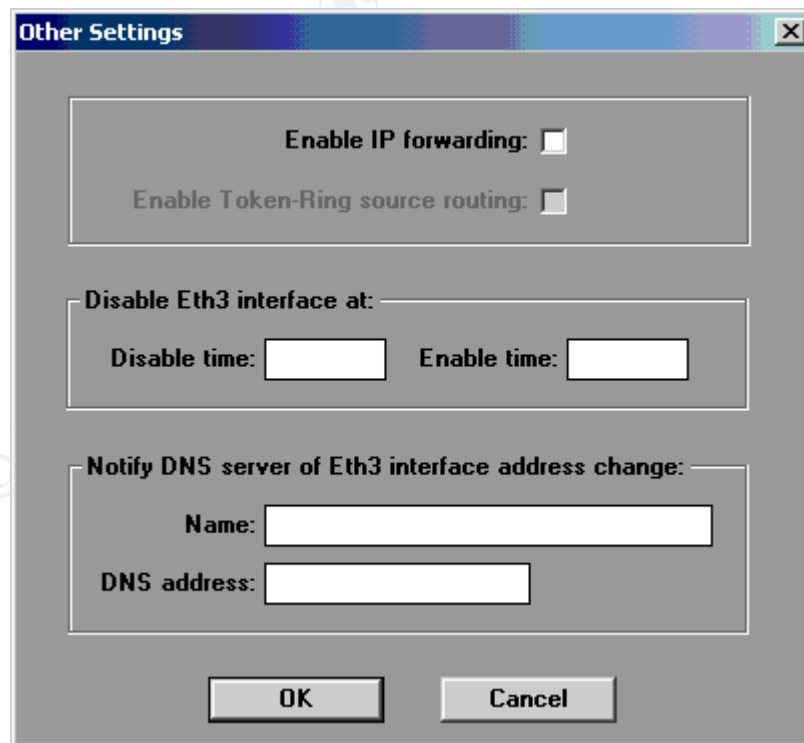 Other Settings
Enable IP forwarding:
Enable Token-Ring source routing:
Disable Eth3 interface at:
Disable time: Enable time:
Notify DNS server of Eth3 interface address change:
Name:
DNS address:
OK Cancel